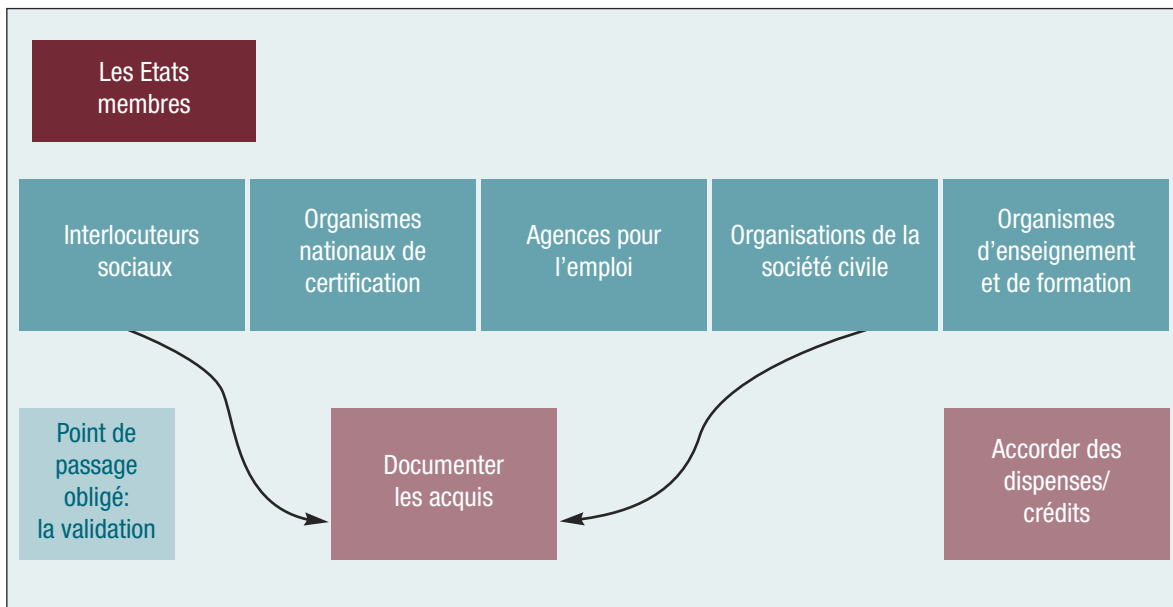 Les Etats
membres
Interlocuteurs
sociaux
Organismes
nationaux de
certification
Agences pour
l’emploi
Organisations de la
société civile
Organismes
d’enseignement
et de formation
Point de
passage
obligé:
la validation
Documenter
les acquis
Accorder des
dispenses/
crédits